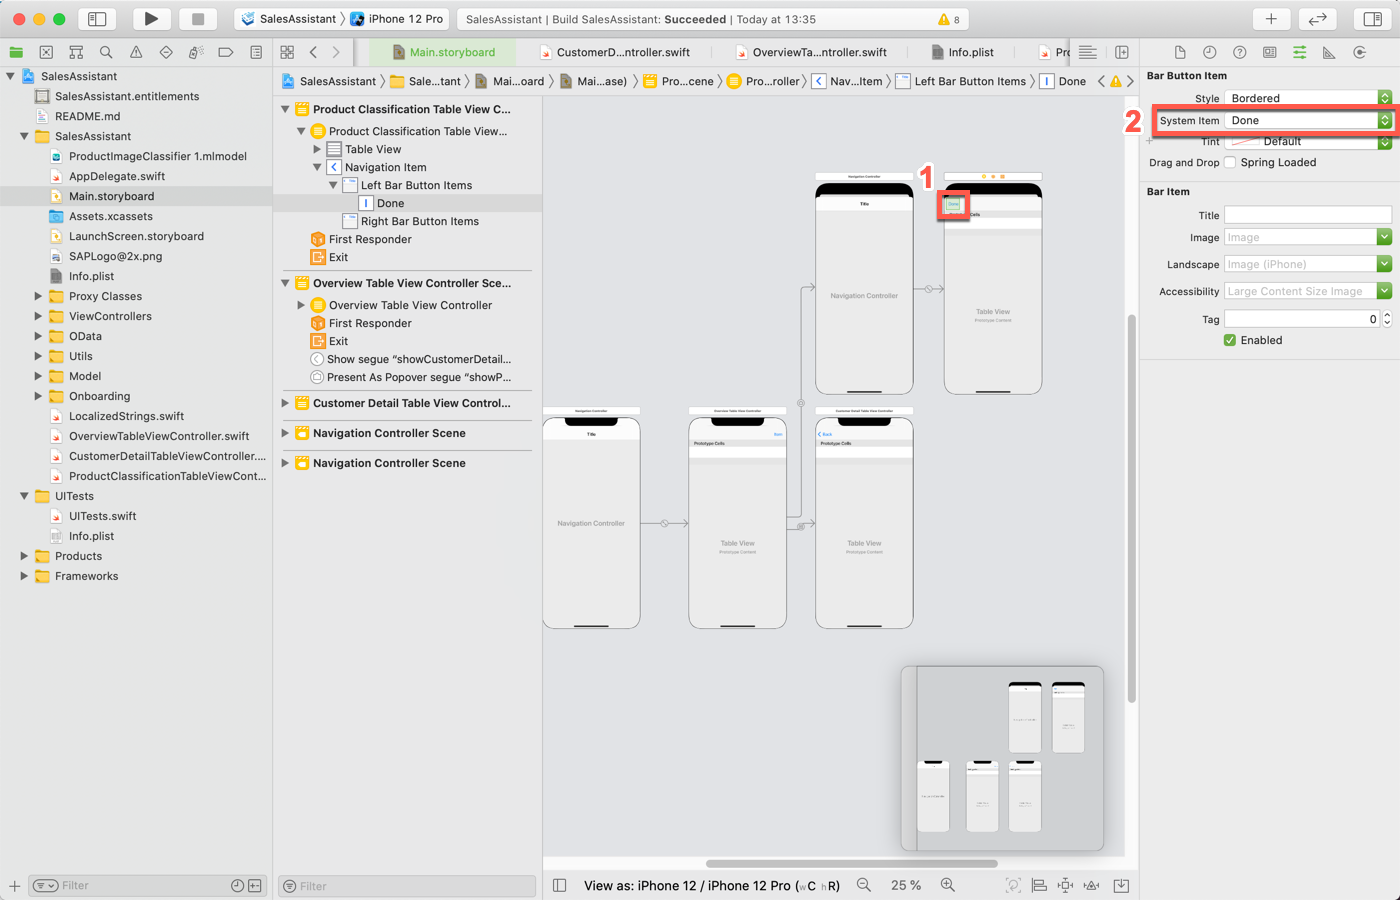 SalesAssistant 〉 iPhone 12 Pro
SalesAssistant | Build SalesAssistant: Succeeded | Today at 13:35
8
Main.storyboard
CustomerD...ntroller.swift
OverviewTa...ntroller.swift
Info.plist
Pro
SalesAssistant 〉 Sale...tant 〉 Mai...oard 〉 Mai...ase) 〉 Pro...cene 〉 Pro...roller 〉 Nav...Item 〉 Left Bar Button Items 〉 Done
SalesAssistant
SalesAssistant.entitlements
README.md
SalesAssistant
ProductImageClassifier 1.mlmodel
AppDelegate.swift
Main.storyboard
Assets.xcassets
LaunchScreen.storyboard
SAPLogo@2x.png
Info.plist
Proxy Classes
ViewControllers
OData
Utils
Model
Onboarding
LocalizedStrings.swift
OverviewTableViewController.swift
CustomerDetailTableViewController....
ProductClassificationTableViewCont...
UITests
UITests.swift
Info.plist
Products
Frameworks
Filter
Product Classification Table View C...
Product Classification Table View...
Table View
Navigation Item
Left Bar Button Items
Done
Right Bar Button Items
First Responder
Exit
Overview Table View Controller Sce...
Overview Table View Controller
First Responder
Exit
Show segue “showCustomerDetail...
Present As Popover segue “showP...
Customer Detail Table View Control...
Navigation Controller Scene
Navigation Controller Scene
Filter
1
Navigation Controller
Title
Navigation Controller
Done
Cells
Table View
Prototype Content
Navigation Controller
Title
Navigation Controller
Overview Table View Controller
Item
Prototype Cells
Table View
Prototype Content
Customer Detail Table View Controller
Back
Prototype Cells
Table View
Prototype Content
View as: iPhone 12 / iPhone 12 Pro (wC hR)
25 %
Bar Button Item
Style Bordered
2
System Item Done
Tint Default
Drag and Drop Spring Loaded
Bar Item
Title
Image Image
Landscape Image (iPhone)
Accessibility Large Content Size Image
Tag 0
Enabled